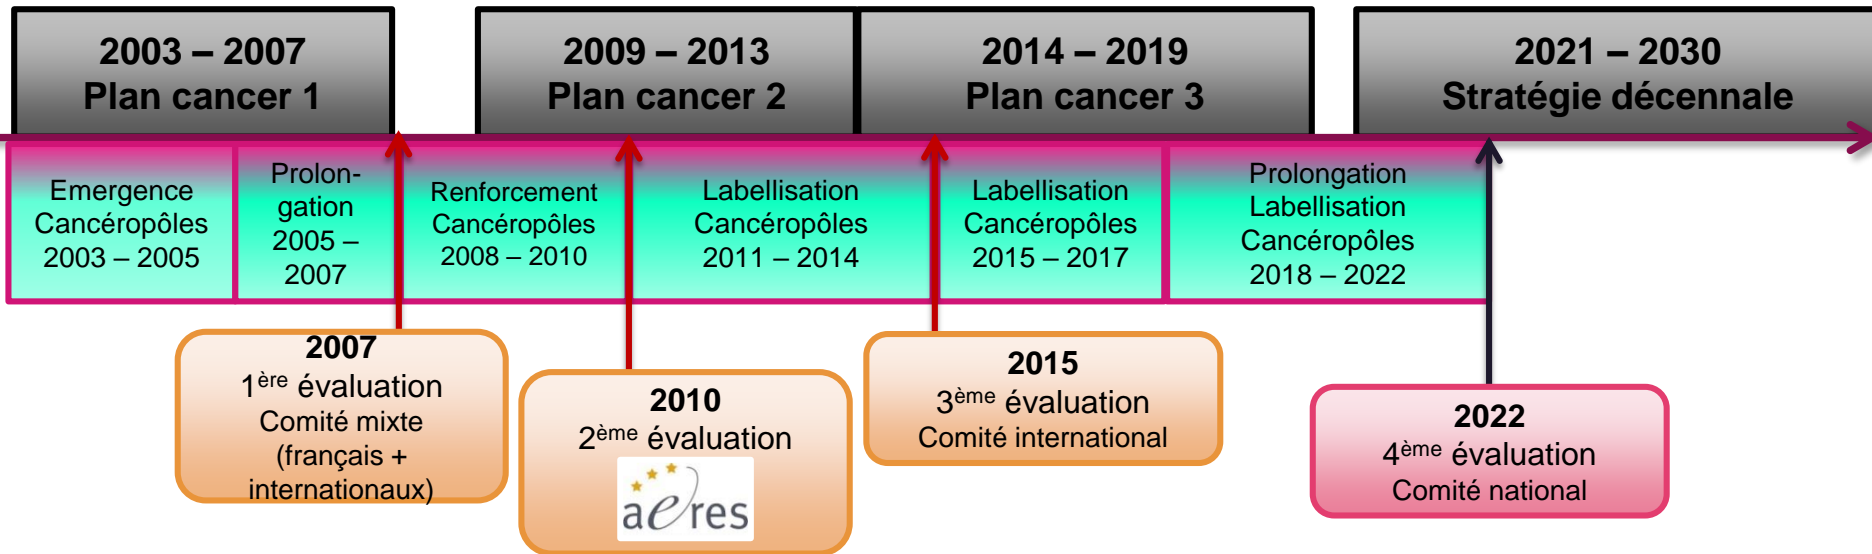 2003 – 2007
Plan cancer 1
2009 – 2013
Plan cancer 2
2014 – 2019
Plan cancer 3
2021 – 2030
Stratégie décennale
Emergence
Cancéropôles
2003 – 2005
Prolon-
gation
2005 –
2007
Renforcement
Cancéropôles
2008 – 2010
Labellisation
Cancéropôles
2011 – 2014
Labellisation
Cancéropôles
2015 – 2017
Prolongation
Labellisation
Cancéropôles
2018 – 2022
2007
1ère évaluation
Comité mixte
(français +
internationaux)
2010
2ème évaluation
aeres
2015
3ème évaluation
Comité international
2022
4ème évaluation
Comité national